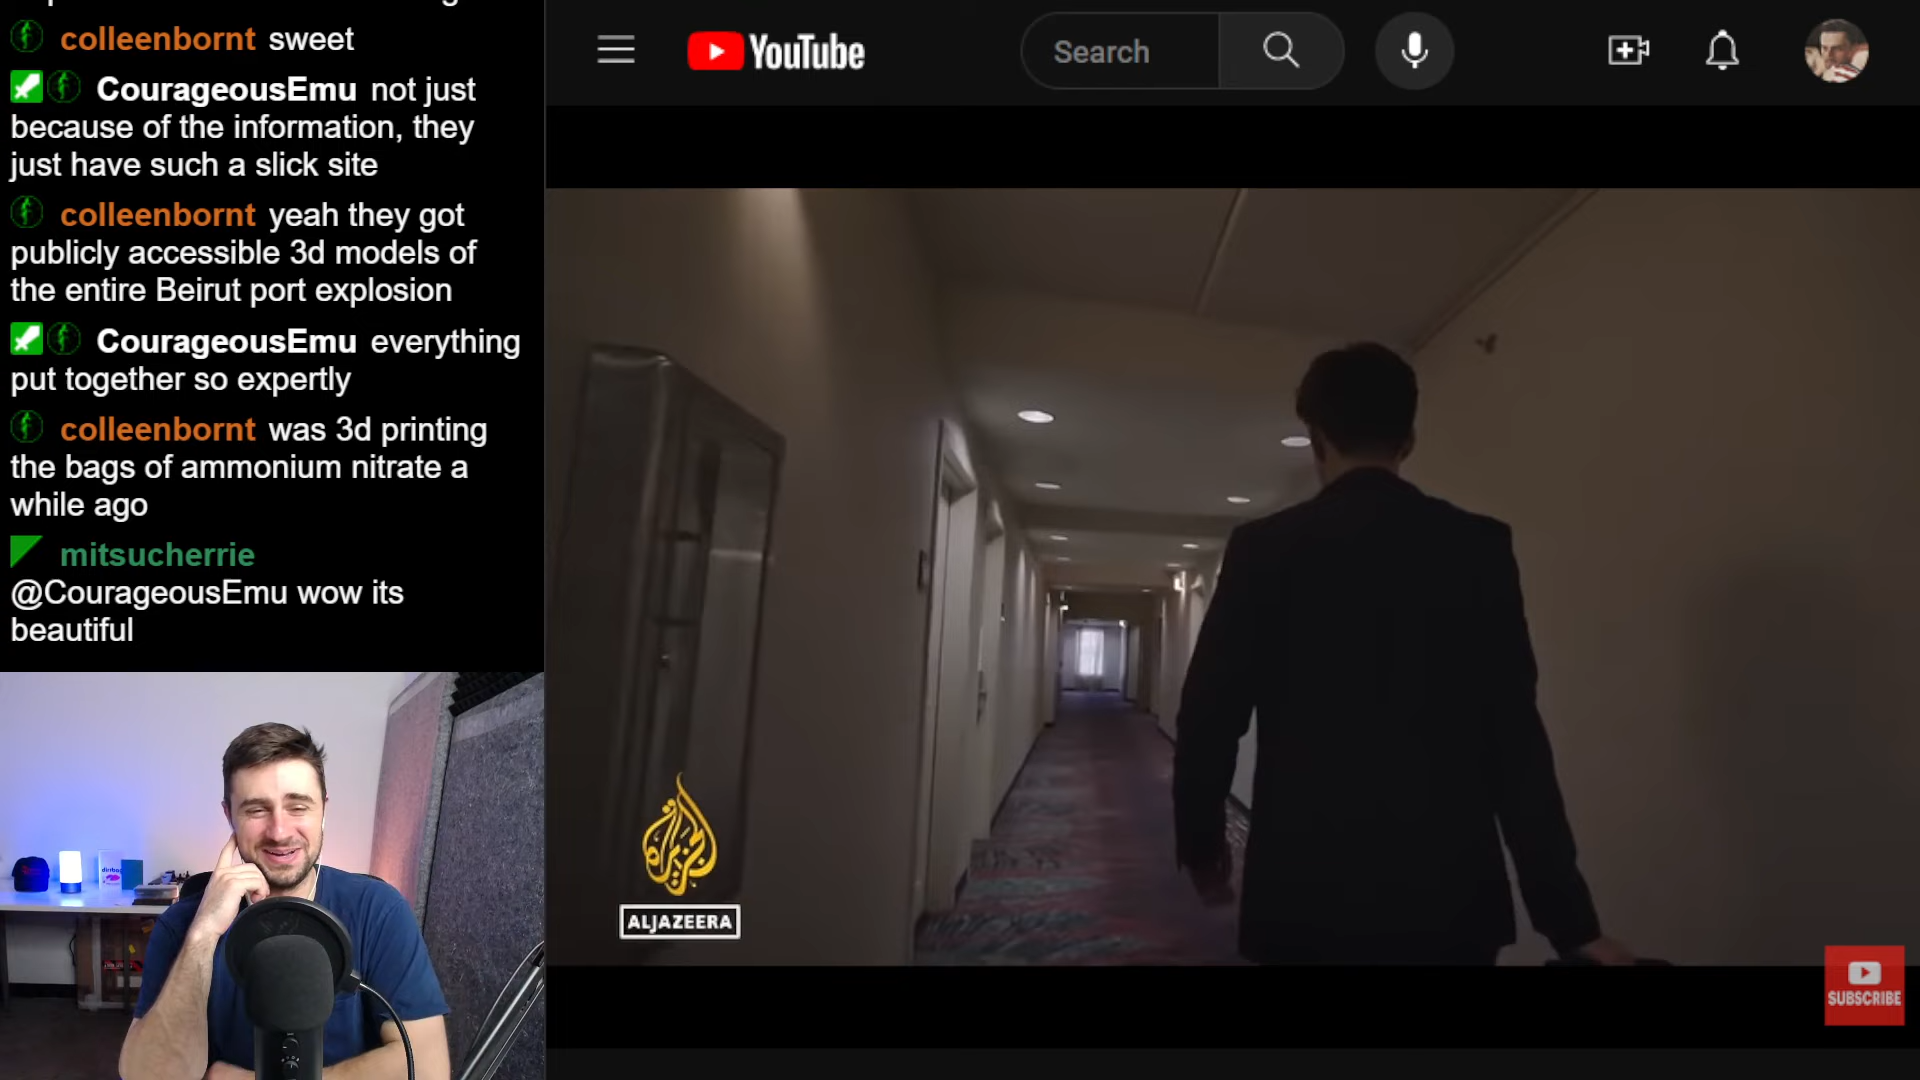 colleenbornt sweet
CourageousEmu not just
because of the information, they
just have such a slick site
colleenbornt yeah they got
publicly accessible 3d models of
the entire Beirut port explosion
CourageousEmu everything
put together so expertly
colleenbornt was 3d printing
the bags of ammonium nitrate a
while ago
mitsucherrie
@CourageousEmu wow its
beautiful
YouTube
Search
الجزيرة
ALJAZEERA
SUBSCRIBE